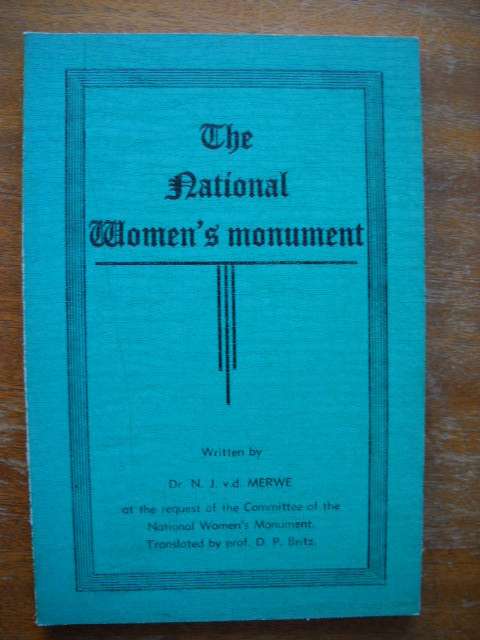 The
National
Women's monument
Written by
Dr N. J. v.d. MERWE
at the request of the Committee of the
National Women's Monument.
Translated by prof. D. P. Britz.